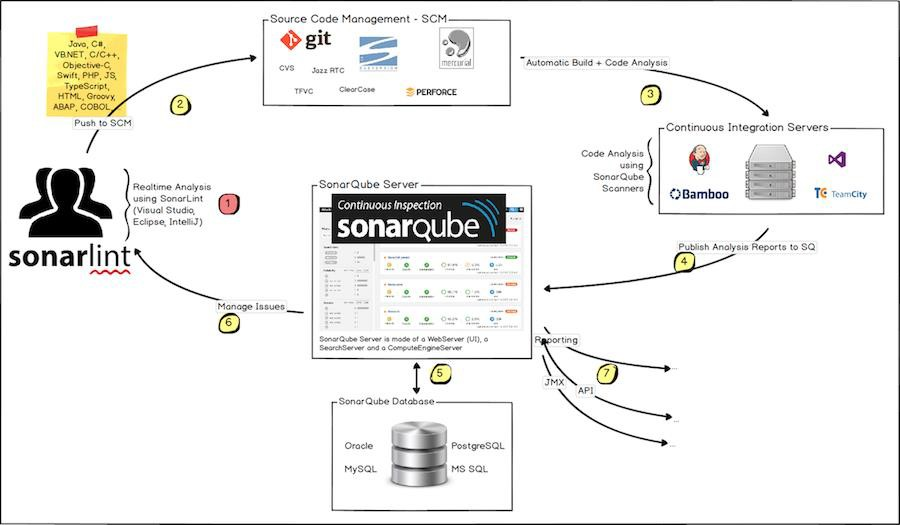 Source Code Management - SCM
git
SUBVERSION
mercurial
CVS
Jazz RTC
TFVC
ClearCase
PERFORCE
Java, C#,
VB.NET, C/C++,
Objective-C,
Swift, PHP, JS,
TypeScript,
HTML, Groovy,
ABAP, COBOL...
Push to SCM
2
Automatic Build + Code Analysis
3
Continuous Integration Servers
Code Analysis
using
SonarQube
Scanners
Bamboo
TC TeamCity
Realtime Analysis
using SonarLint
(Visual Studio,
Eclipse, IntelliJ)
1
sonarlint
SonarQube Server
Continuous Inspection
sonarqube
SonarQube Server is made of a WebServer (UI), a
SearchServer and a ComputeEngineServer
Publish Analysis Reports to SQ
4
Manage Issues
6
5
Reporting
7
JMX
API
...
...
...
SonarQube Database
Oracle
PostgreSQL
MySQL
MS SQL